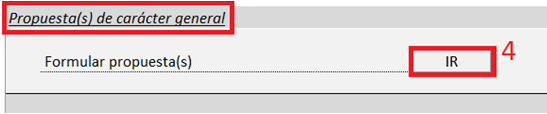 Propuesta(s) de carácter general
Formular propuesta(s) IR 4